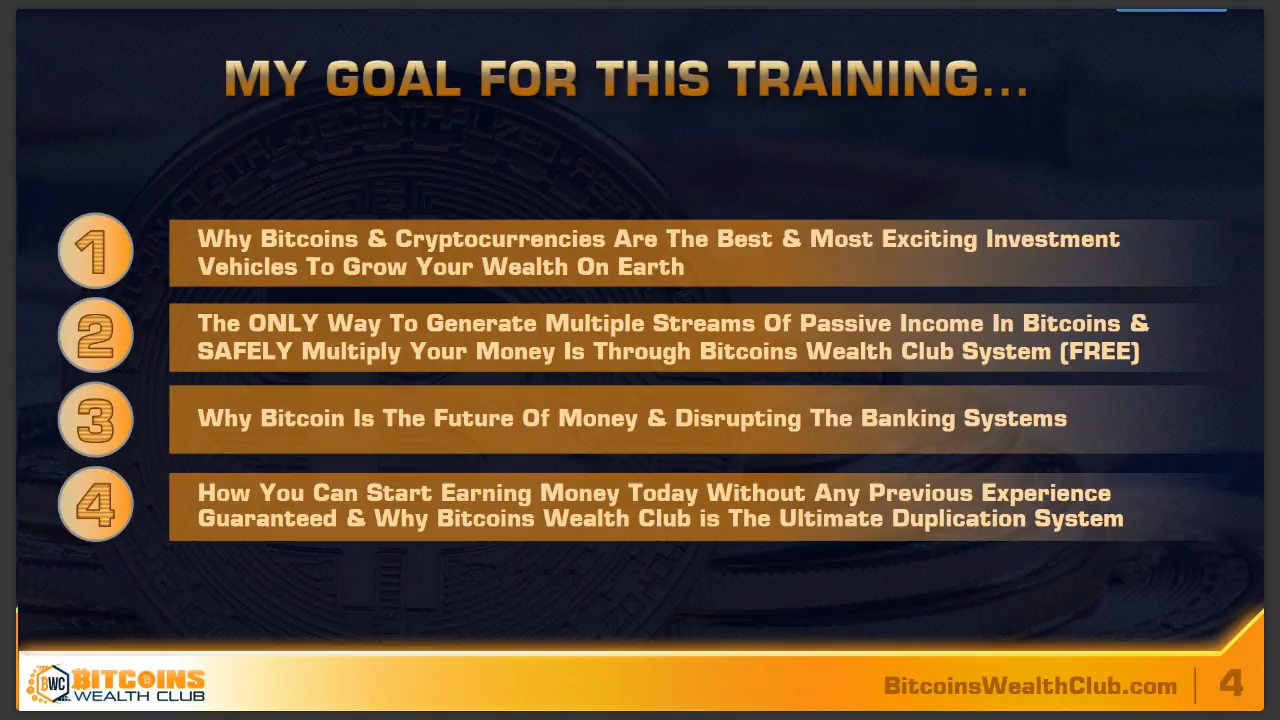 MY GOAL FOR THIS TRAINING...
1
Why Bitcoins & Cryptocurrencies Are The Best & Most Exciting Investment
Vehicles To Grow Your Wealth On Earth
2
The ONLY Way To Generate Multiple Streams Of Passive Income In Bitcoins &
SAFELY Multiply Your Money Is Through Bitcoins Wealth Club System (FREE)
3
Why Bitcoin Is The Future Of Money & Disrupting The Banking Systems
4
How You Can Start Earning Money Today Without Any Previous Experience
Guaranteed & Why Bitcoins Wealth Club is The Ultimate Duplication System
BWC
BITCOINS
WEALTH CLUB
BitcoinsWealthClub.com
4